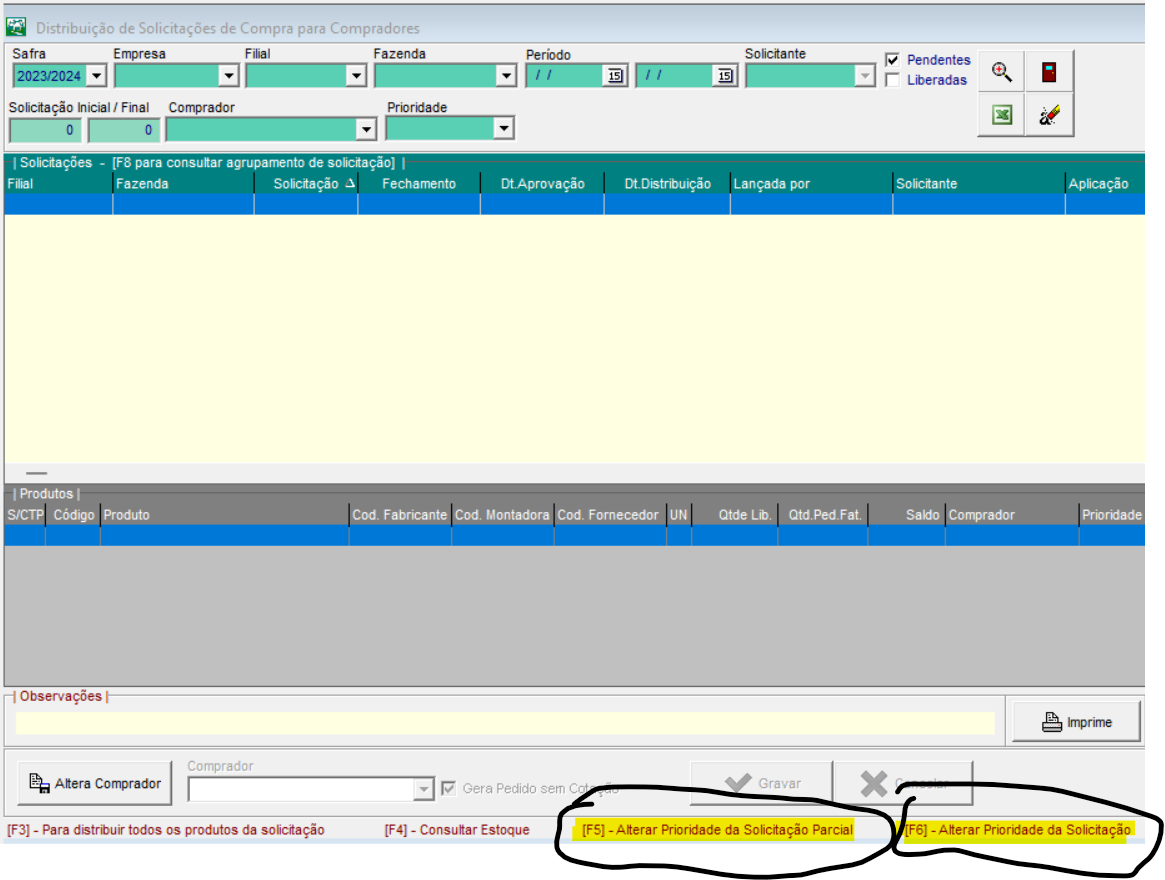 Distribuição de Solicitações de Compra para Compradores
Safra Empresa Filial Fazenda Período Solicitante
2023/2024 / / 15 / / 15 Pendentes
Liberadas
Solicitação Inicial / Final Comprador Prioridade
0 0
| Solicitações - [F8 para consultar agrupamento de solicitação] |
Filial Fazenda Solicitação Fechamento Dt.Aprovação Dt.Distribuição Lançada por Solicitante Aplicação
| Produtos |
S/CTP Código Produto Cod. Fabricante Cod. Montadora Cod. Fornecedor UN Qtde Lib. Qtd.Ped.Fat. Saldo Comprador Prioridade
| Observações |
Imprime
Comprador
Altera Comprador Gera Pedido sem Cotação Gravar Cancelar
[F3] - Para distribuir todos os produtos da solicitação [F4] - Consultar Estoque [F5] - Alterar Prioridade da Solicitação Parcial [F6] - Alterar Prioridade da Solicitação